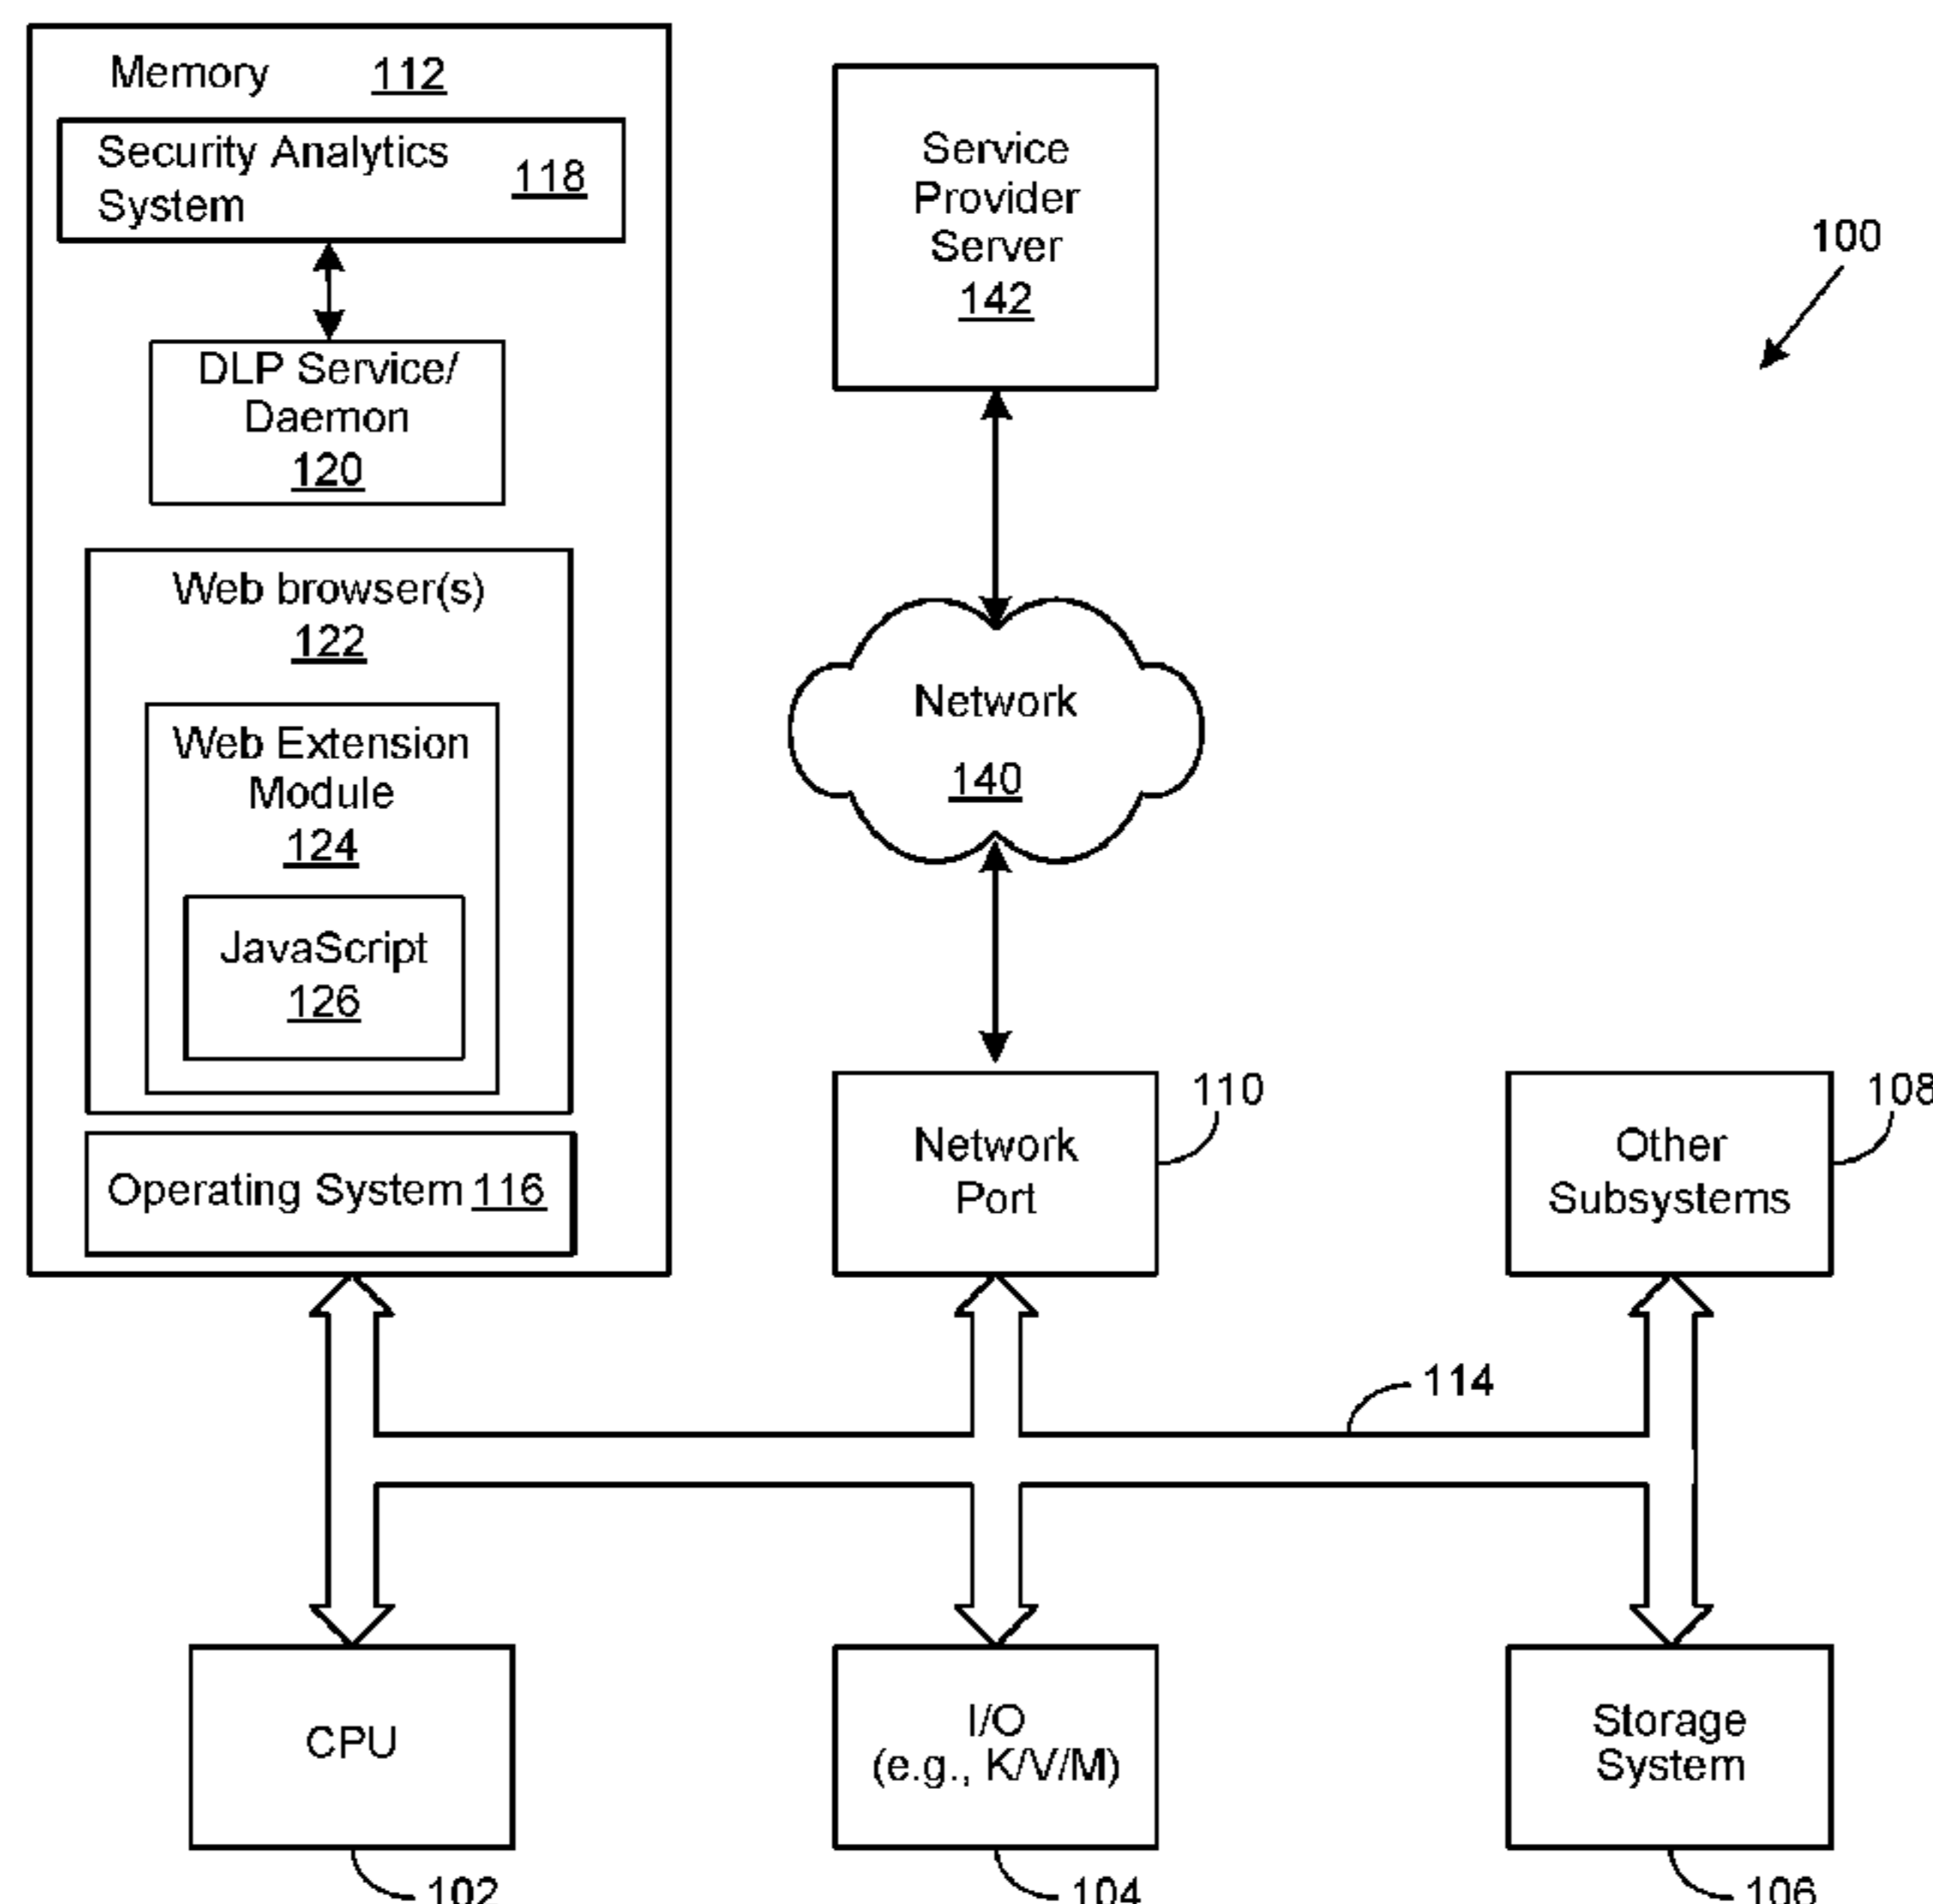 Memory 112
Security Analytics
System 118
DLP Service/
Daemon
120
Web browser(s)
122
Web Extension
Module
124
JavaScript
126
Operating System 116
Service
Provider
Server
142
100
Network
140
Network
Port
110
Other
Subsystems
108
114
CPU
102
I/O
(e.g., K/V/M)
104
Storage
System
106